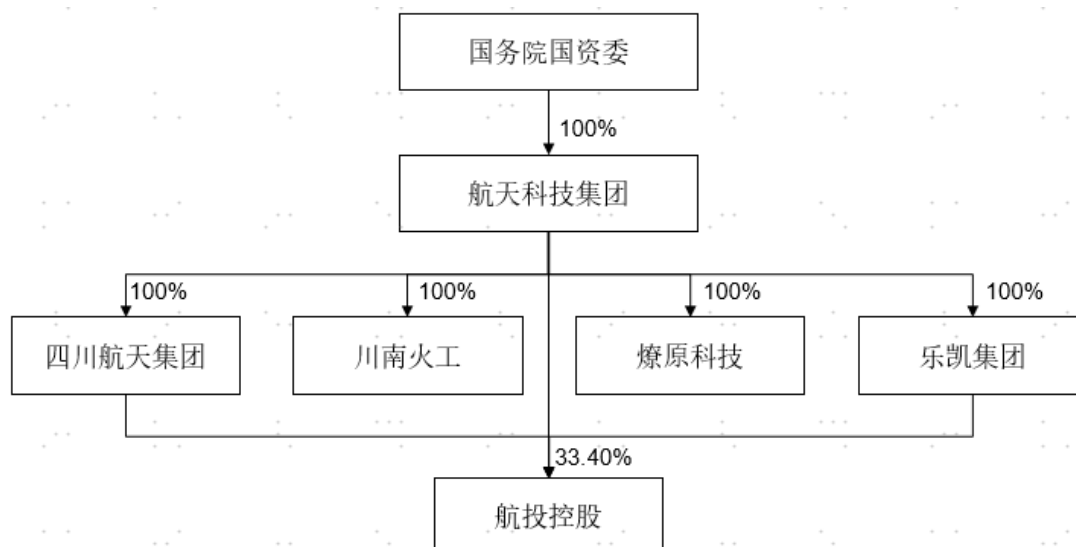 国务院国资委
100%
航天科技集团
100%
100%
100%
100%
四川航天集团
川南火工
燎原科技
乐凯集团
33.40%
航投控股